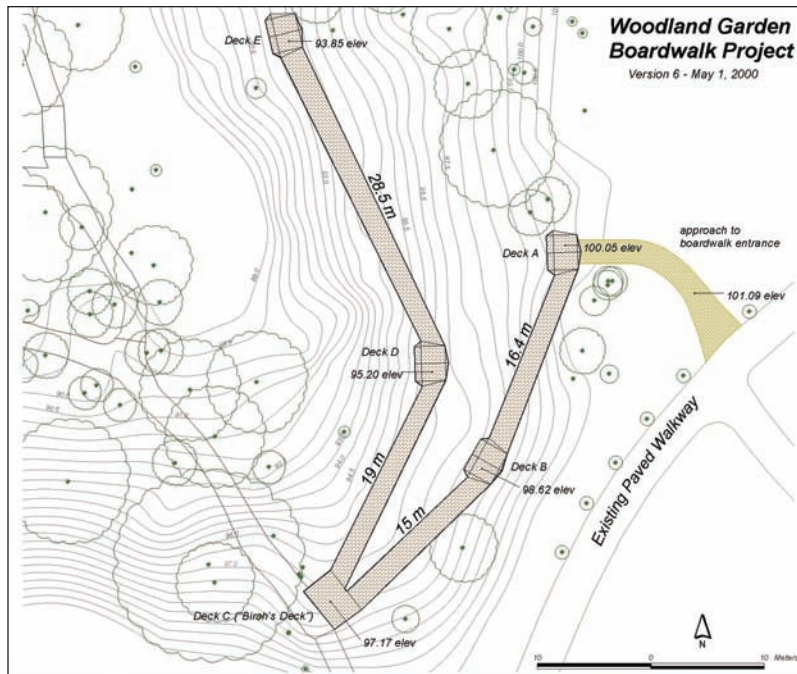 Woodland Garden
Boardwalk Project
Version 6 - May 1, 2000
Deck E
93.85 elev
28.5 m
Deck A
100.05 elev
approach to
boardwalk entrance
101.09 elev
16.4 m
Deck D
95.20 elev
19 m
Deck B
98.62 elev
15 m
Existing Paved Walkway
97.0
Deck C ("Birch's Deck")
97.17 elev
N
10
0
10
Meters